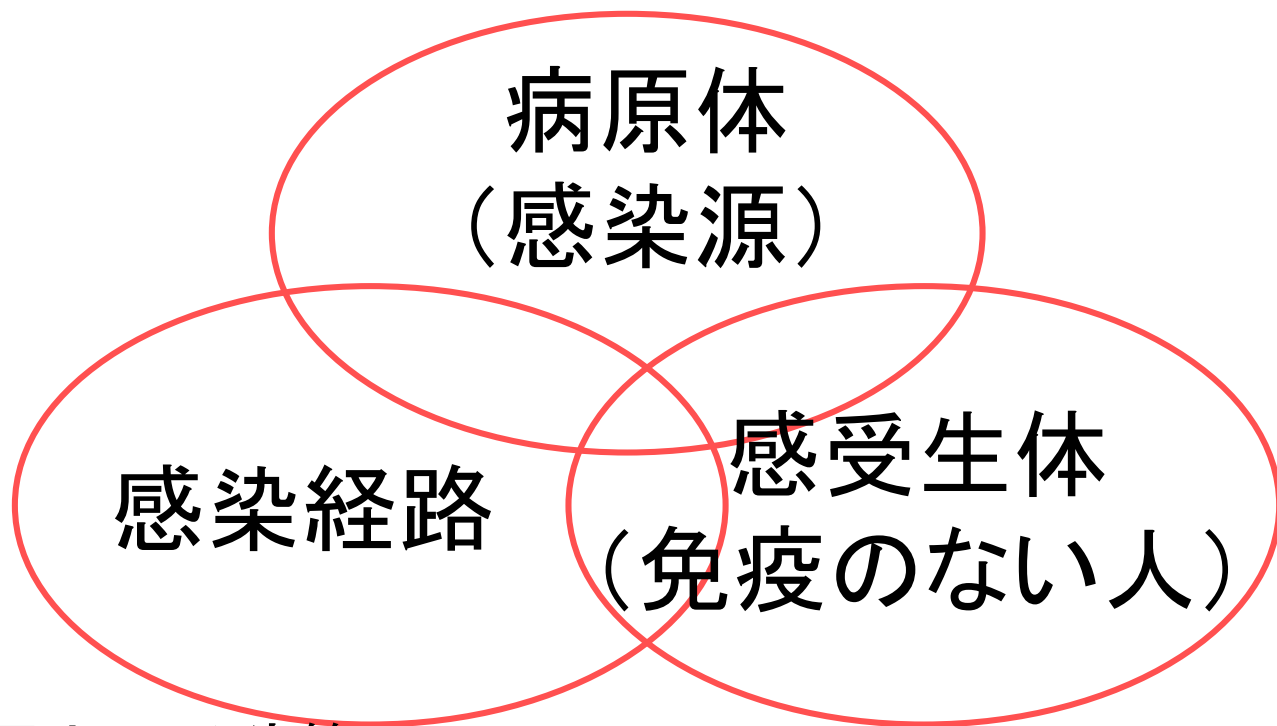 病原体
（感染源）
感染経路
感受生体
（免疫のない人）